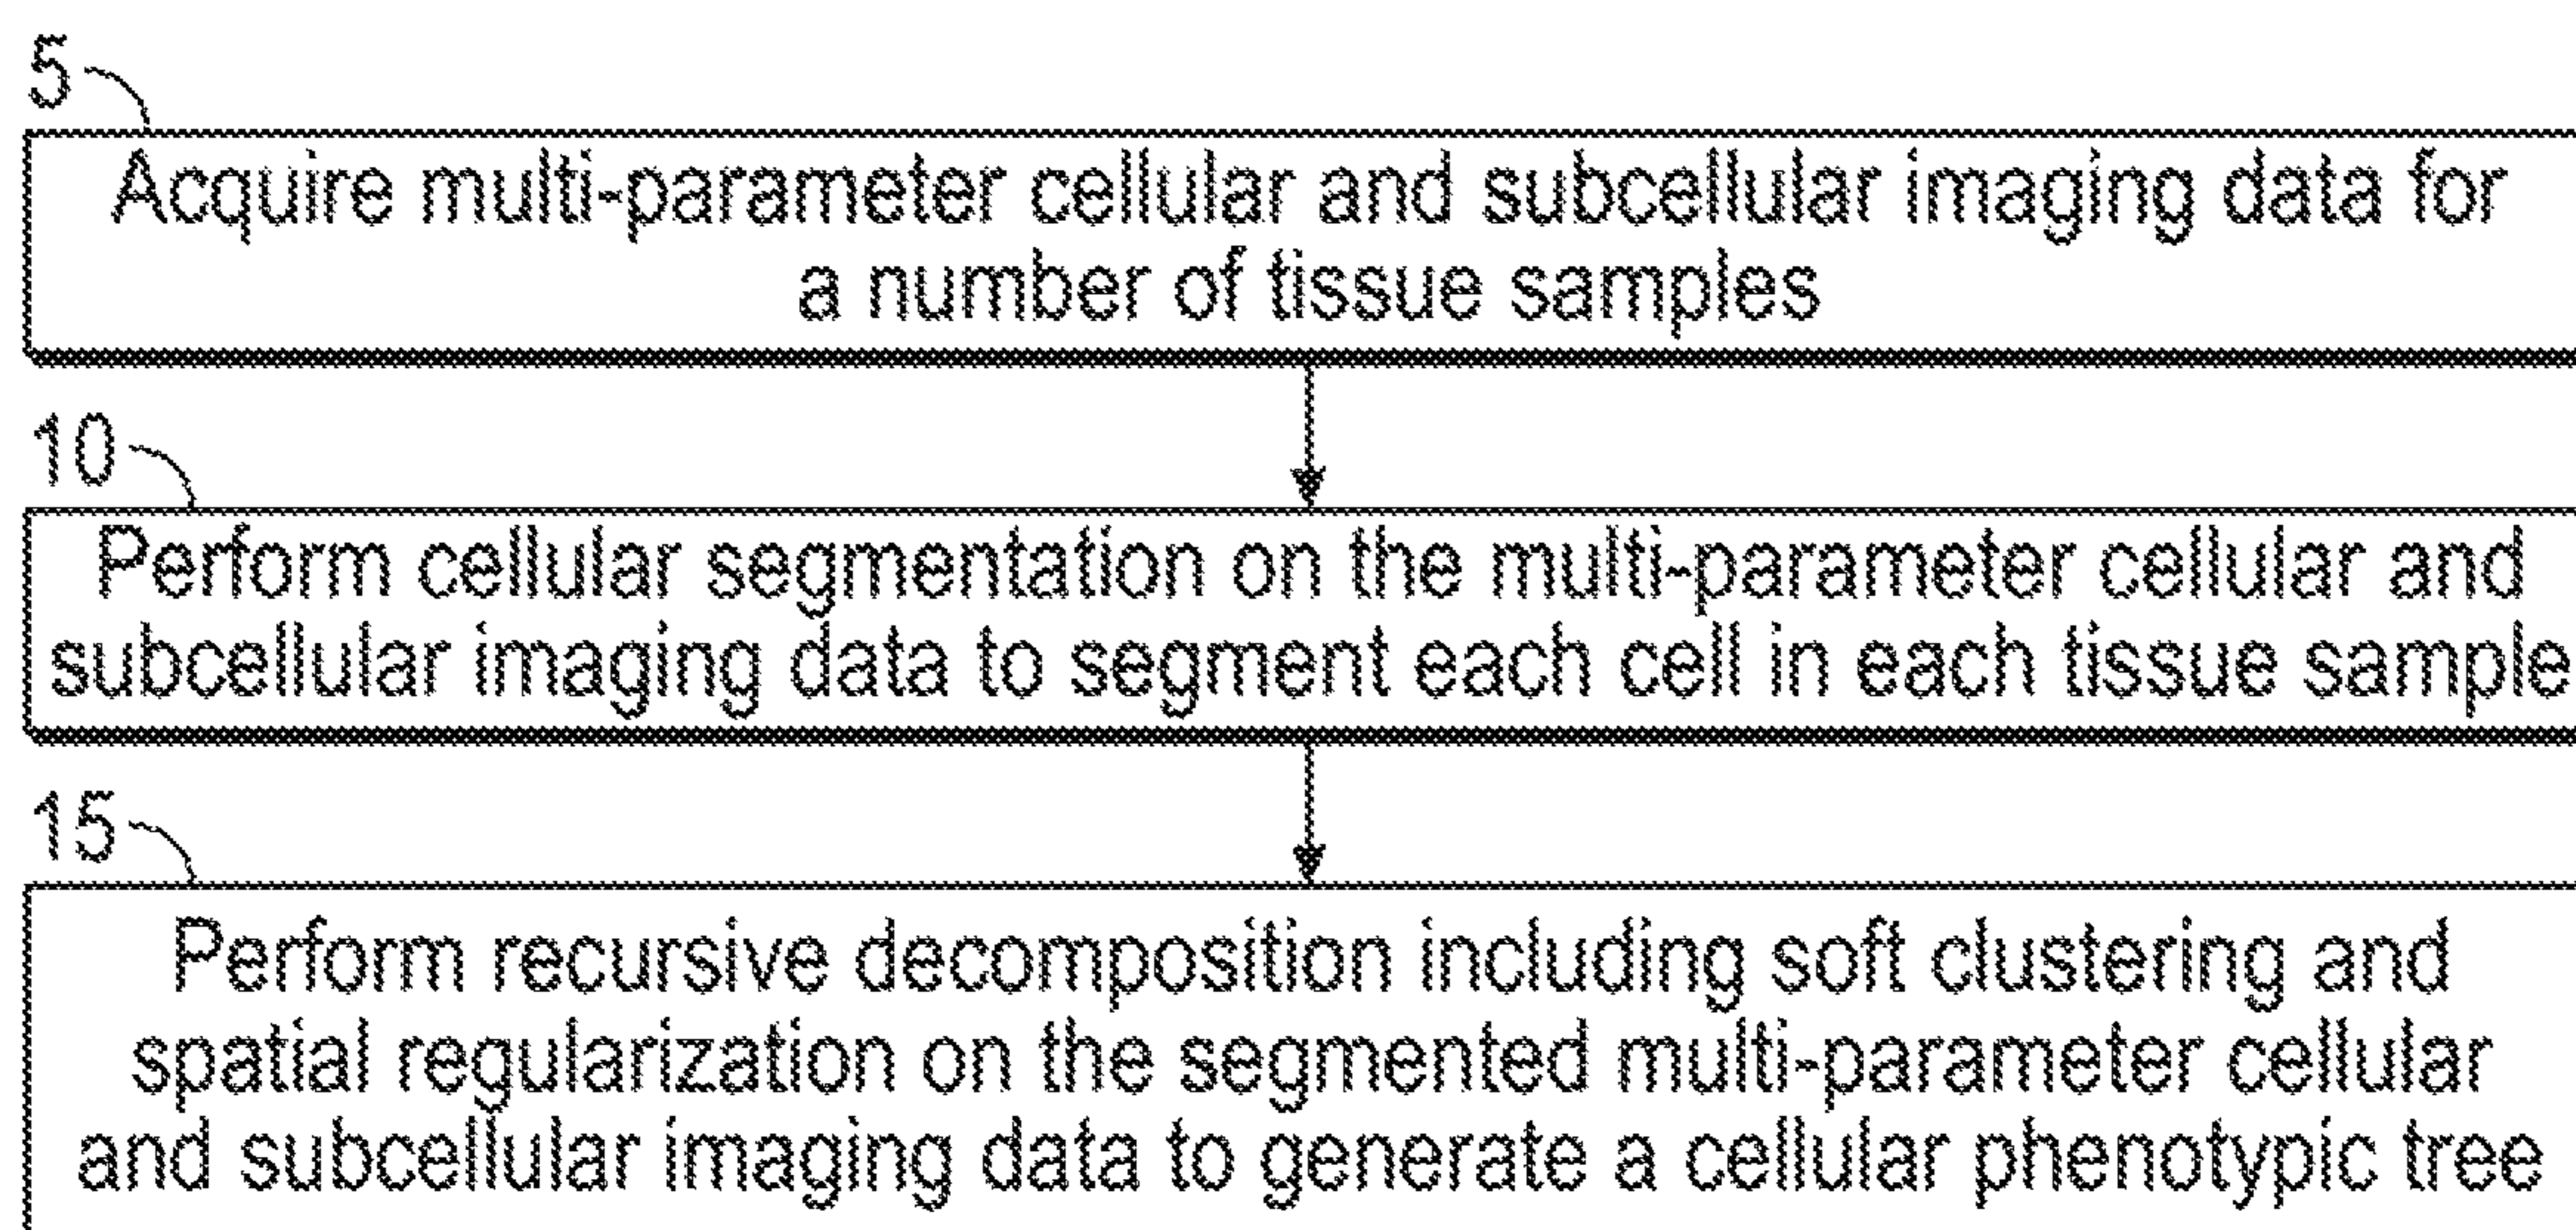 5
Acquire multi-parameter cellular and subcellular imaging data for
a number of tissue samples
10
Perform cellular segmentation on the multi-parameter cellular and
subcellular imaging data to segment each cell in each tissue sample
15
Perform recursive decomposition including soft clustering and
spatial regularization on the segmented multi-parameter cellular
and subcellular imaging data to generate a cellular phenotypic tree